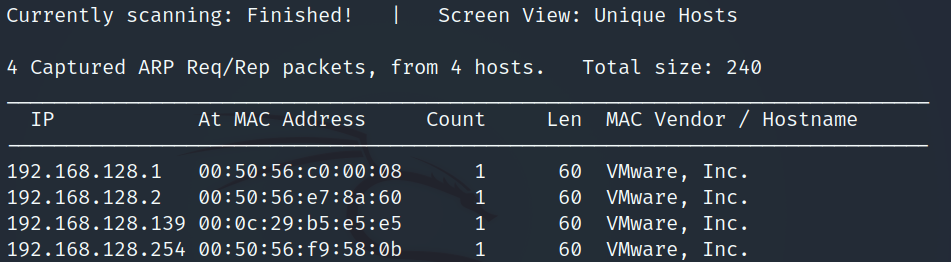 Currently scanning: Finished!   |   Screen View: Unique Hosts
4 Captured ARP Req/Rep packets, from 4 hosts.   Total size: 240
IP            At MAC Address     Count     Len  MAC Vendor / Hostname
192.168.128.1   00:50:56:c0:00:08      1      60  VMware, Inc.
192.168.128.2   00:50:56:e7:8a:60      1      60  VMware, Inc.
192.168.128.139 00:0c:29:b5:e5:e5      1      60  VMware, Inc.
192.168.128.254 00:50:56:f9:58:0b      1      60  VMware, Inc.